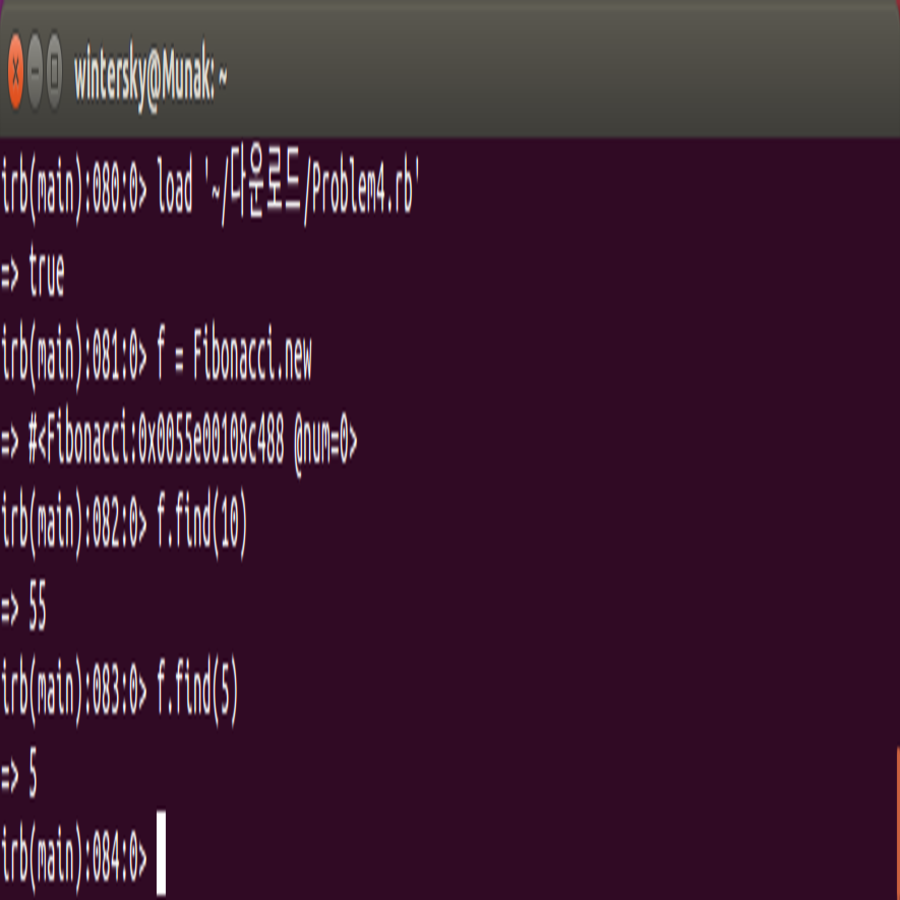 wintersky@Munak: ~
irb(main):080:0> load '~/다운로드/Problem4.rb'
=> true
irb(main):081:0> f = Fibonacci.new
=> #<Fibonacci:0x0055e00108c488 @num=0>
irb(main):082:0> f.find(10)
=> 55
irb(main):083:0> f.find(5)
=> 5
irb(main):084:0>